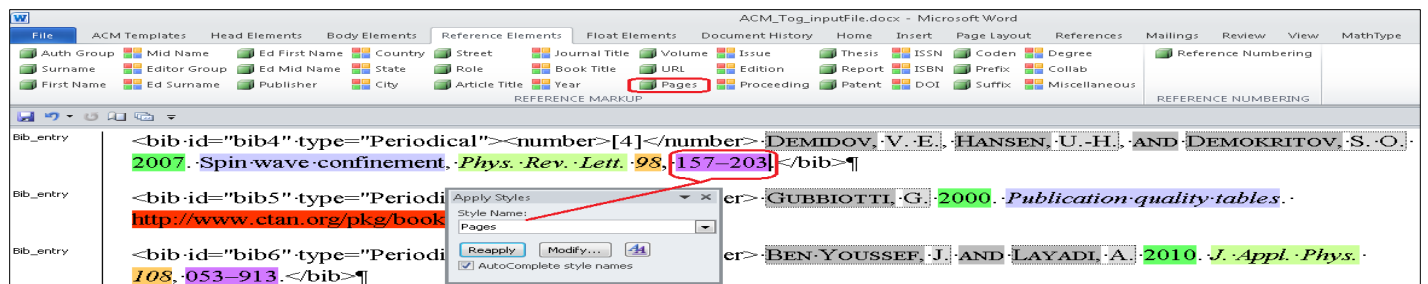 ACM_Tog_inputFile.docx - Microsoft Word
File ACM Templates Head Elements Body Elements Reference Elements Float Elements Document History Home Insert Page Layout References Mailings Review View MathType
Auth Group Mid Name Ed First Name Country Street Journal Title Volume Issue Thesis ISSN Coden Degree Reference Numbering
Surname Editor Group Ed Mid Name State Role Book Title URL Edition Report ISBN Prefix Collab
First Name Ed Surname Publisher City Article Title Year Pages Proceeding Patent DOI Suffix Miscellaneous
REFERENCE MARKUP REFERENCE NUMBERING
Bib_entry <bib·id="bib4"·type="Periodical"><number>[4]</number>·DEMIDOV,·V.·E.,·HANSEN,·U.-H.,·AND·DEMOKRITOV,·S.·O.·
2007.·Spin·wave·confinement,·Phys.·Rev.·Lett.·98,·157–203.</bib>¶
Bib_entry <bib·id="bib5"·type="Periodi er>·GUBBIOTTI,·G.·2000.·Publication·quality·tables.·
http://www.ctan.org/pkg/book
Apply Styles
Style Name:
Pages
Reapply Modify...
AutoComplete style names
Bib_entry <bib·id="bib6"·type="Periodi er>·BEN·YOUSSEF,·J.·AND·LAYADI,·A.·2010.·J.·Appl.·Phys.·
108,·053–913.</bib>¶